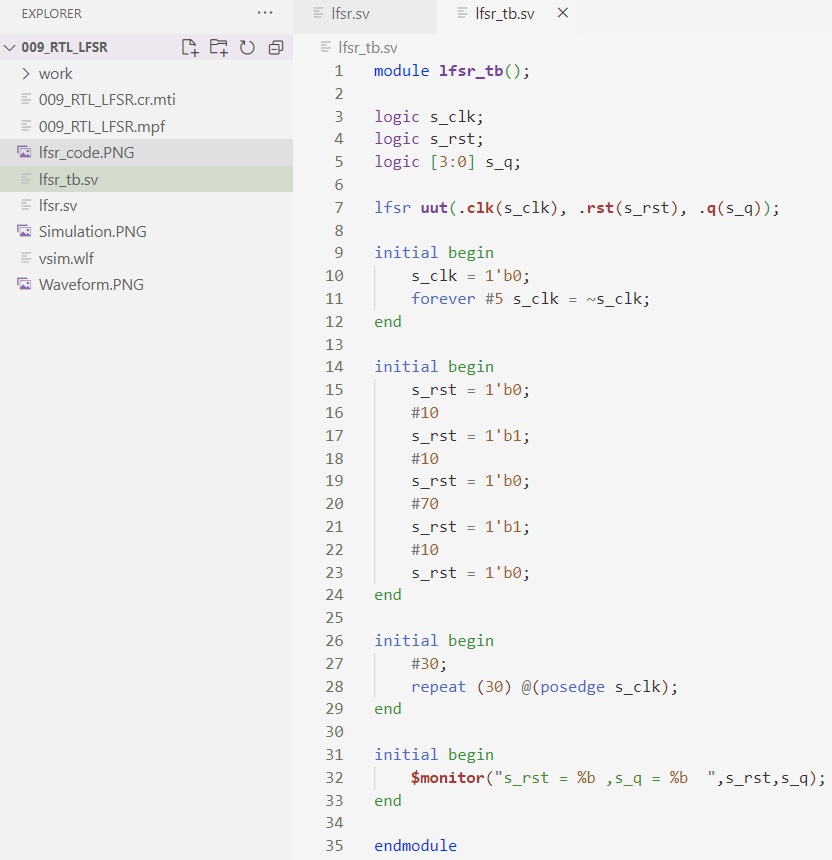 EXPLORER
009_RTL_LFSR
work
009_RTL_LFSR.cr.mti
009_RTL_LFSR.mpf
lfsr_code.PNG
lfsr_tb.sv
lfsr.sv
Simulation.PNG
vsim.wlf
Waveform.PNG
lfsr.sv lfsr_tb.sv
lfsr_tb.sv
1 module lfsr_tb();
2
3 logic s_clk;
4 logic s_rst;
5 logic [3:0] s_q;
6
7 lfsr uut(.clk(s_clk), .rst(s_rst), .q(s_q));
8
9 initial begin
10     s_clk = 1'b0;
11     forever #5 s_clk = ~s_clk;
12 end
13
14 initial begin
15     s_rst = 1'b0;
16     #10
17     s_rst = 1'b1;
18     #10
19     s_rst = 1'b0;
20     #70
21     s_rst = 1'b1;
22     #10
23     s_rst = 1'b0;
24 end
25
26 initial begin
27     #30;
28     repeat (30) @(posedge s_clk);
29 end
30
31 initial begin
32     $monitor("s_rst = %b ,s_q = %b  ",s_rst,s_q);
33 end
34
35 endmodule